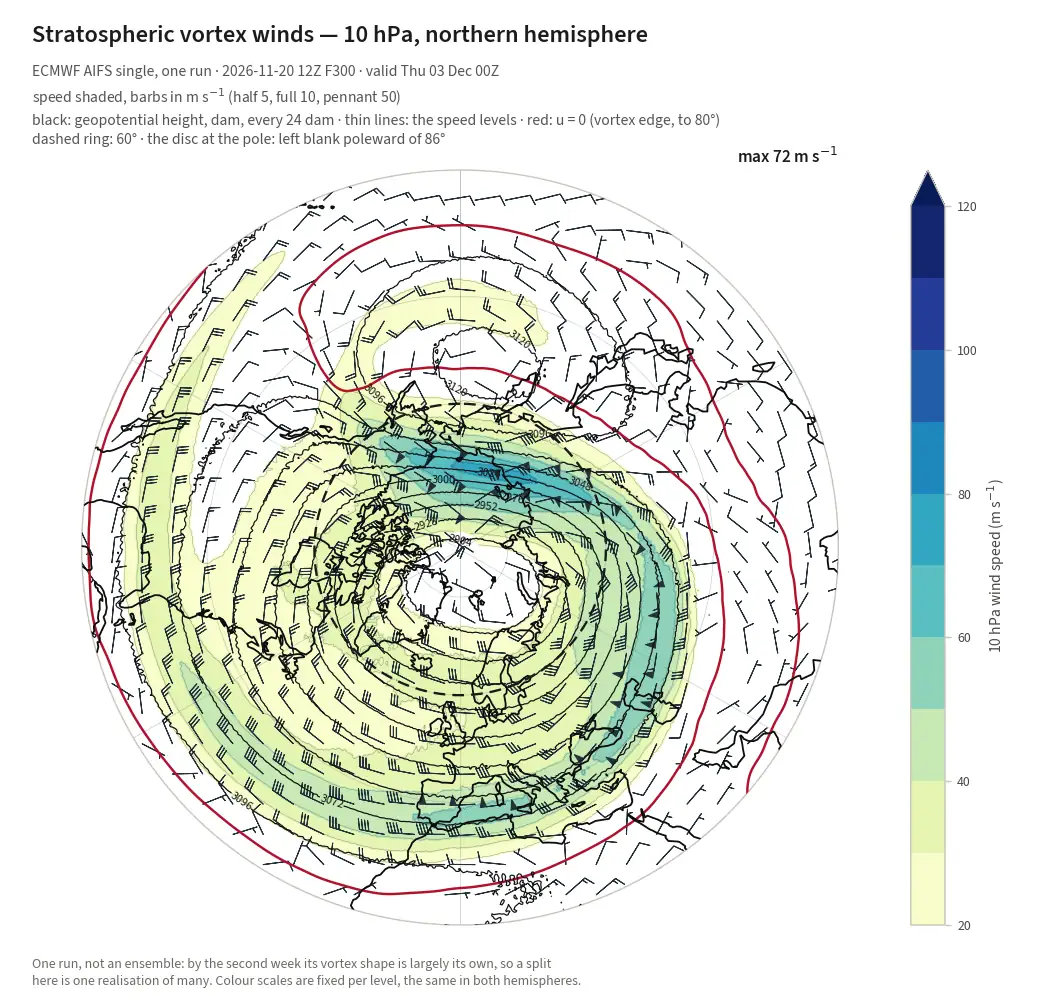 Stratospheric vortex winds — 10 hPa, northern hemisphere
ECMWF AIFS single, one run · 2026-11-20 12Z F300 · valid Thu 03 Dec 00Z
speed shaded, barbs in m s⁻¹ (half 5, full 10, pennant 50)
black: geopotential height, dam, every 24 dam · thin lines: the speed levels · red: u = 0 (vortex edge, to 80°)
dashed ring: 60° · the disc at the pole: left blank poleward of 86°
max 72 m s⁻¹
120
100
80
60
40
20
10 hPa wind speed (m s⁻¹)
3120
3120
3096
3048
3000
2952
2928
2904
3096
3072
One run, not an ensemble: by the second week its vortex shape is largely its own, so a split
here is one realisation of many. Colour scales are fixed per level, the same in both hemispheres.